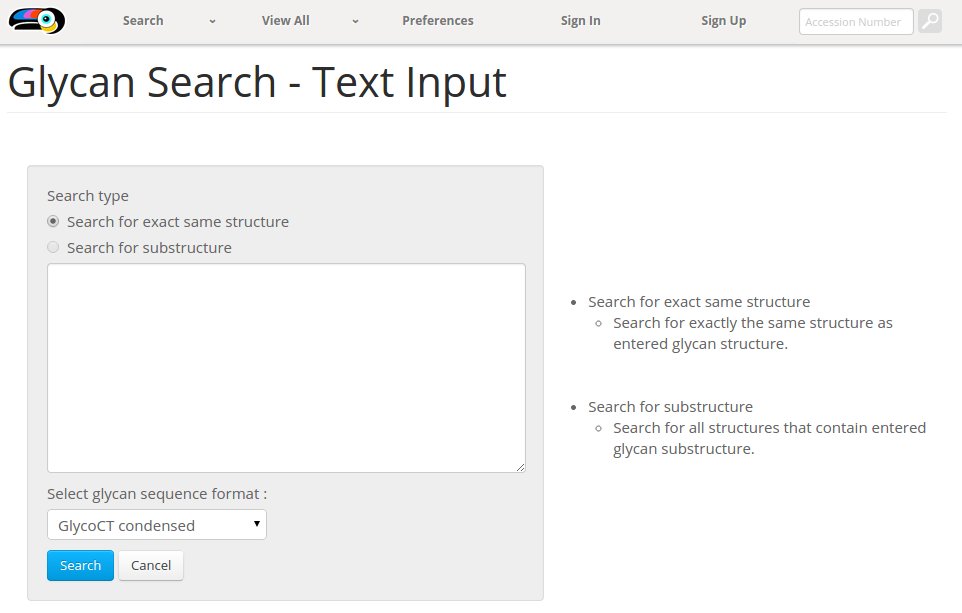 Search View All Preferences Sign In Sign Up Accession Number
Glycan Search - Text Input
Search type
Search for exact same structure
Search for substructure
Search for exact same structure
Search for exactly the same structure as
entered glycan structure.
Search for substructure
Search for all structures that contain entered
glycan substructure.
Select glycan sequence format :
GlycoCT condensed
Search Cancel